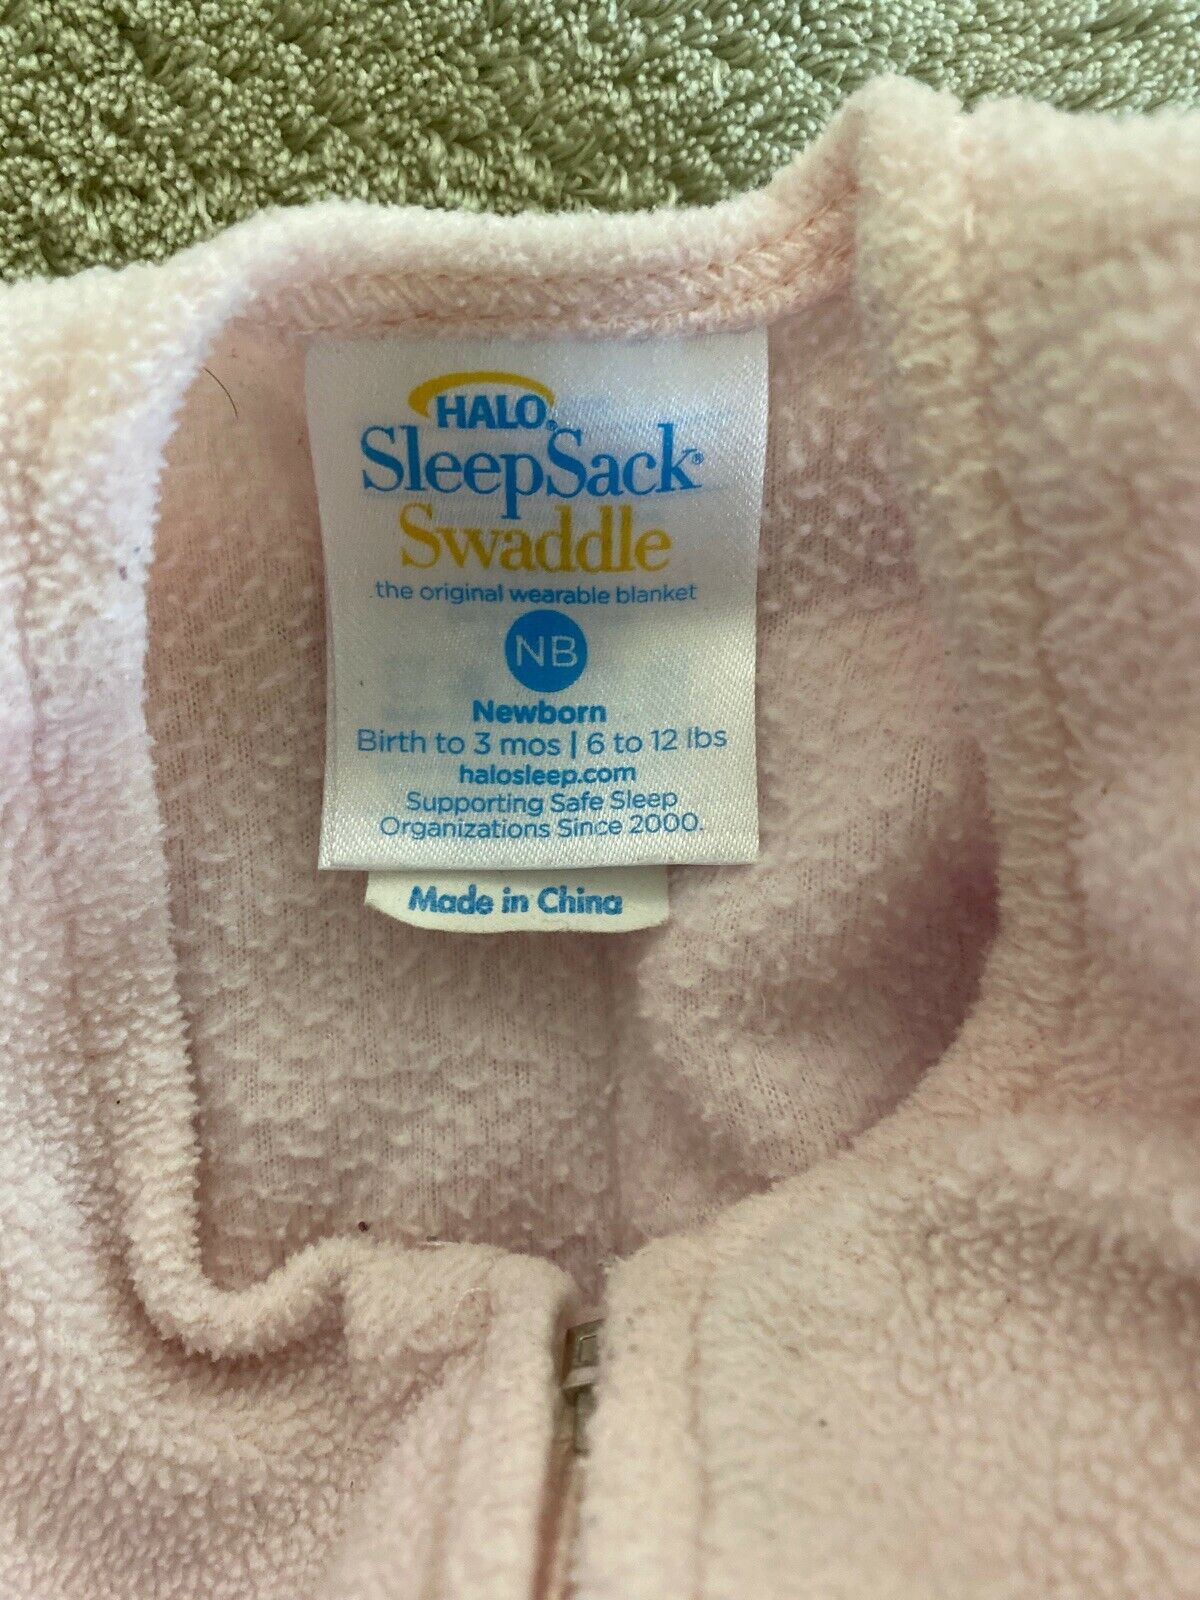 HALO®
SleepSack®
Swaddle
the original wearable blanket
NB
Newborn
Birth to 3 mos | 6 to 12 lbs
halosleep.com
Supporting Safe Sleep
Organizations Since 2000.
Made in China